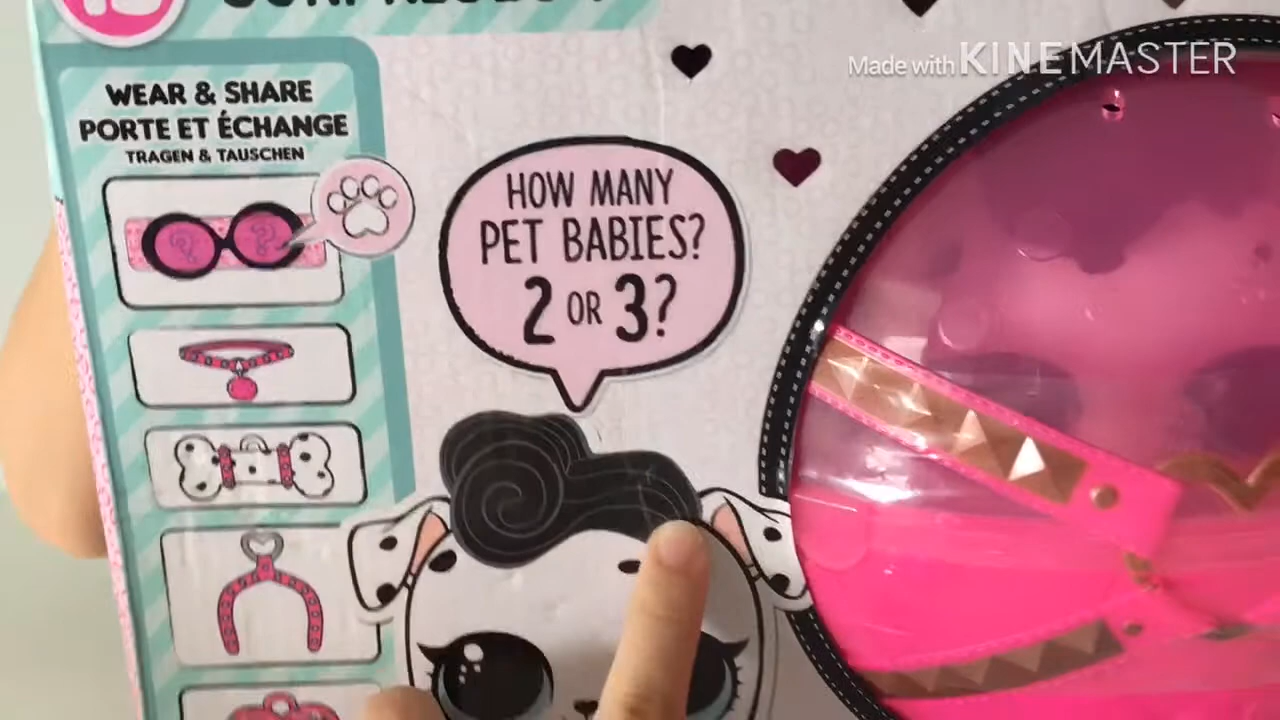 Made with KINEMASTER
WEAR & SHARE
PORTE ET ÉCHANGE
TRAGEN & TAUSCHEN
? ?
HOW MANY
PET BABIES?
2 OR 3?